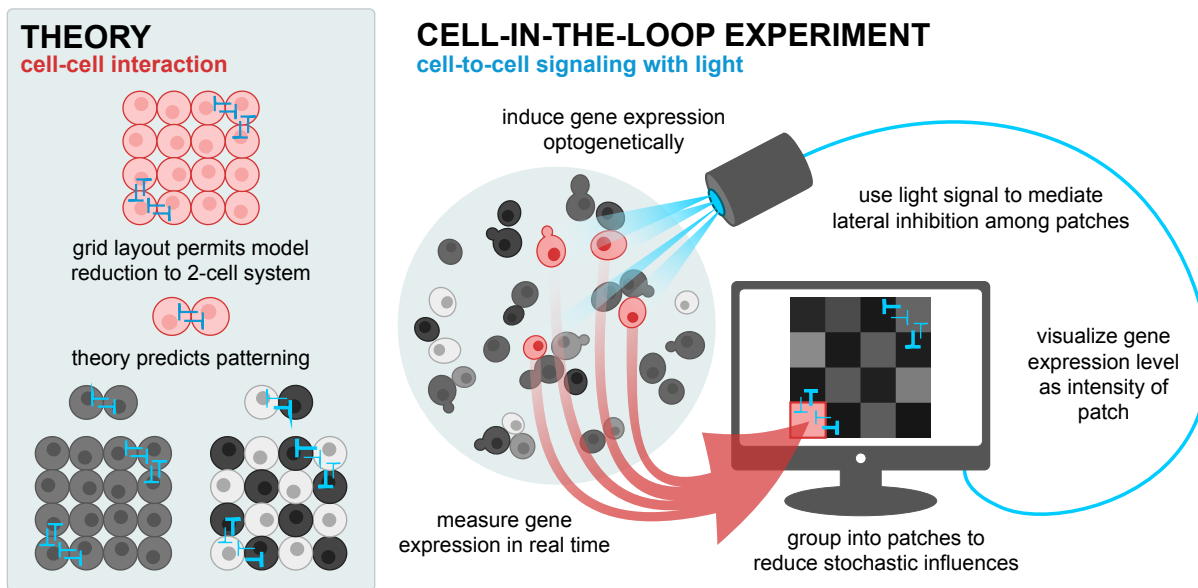 THEORY
cell-cell interaction
grid layout permits model
reduction to 2-cell system
theory predicts patterning
CELL-IN-THE-LOOP EXPERIMENT
cell-to-cell signaling with light
induce gene expression
optogenetically
use light signal to mediate
lateral inhibition among patches
visualize gene
expression level
as intensity of
patch
measure gene
expression in real time
group into patches to
reduce stochastic influences